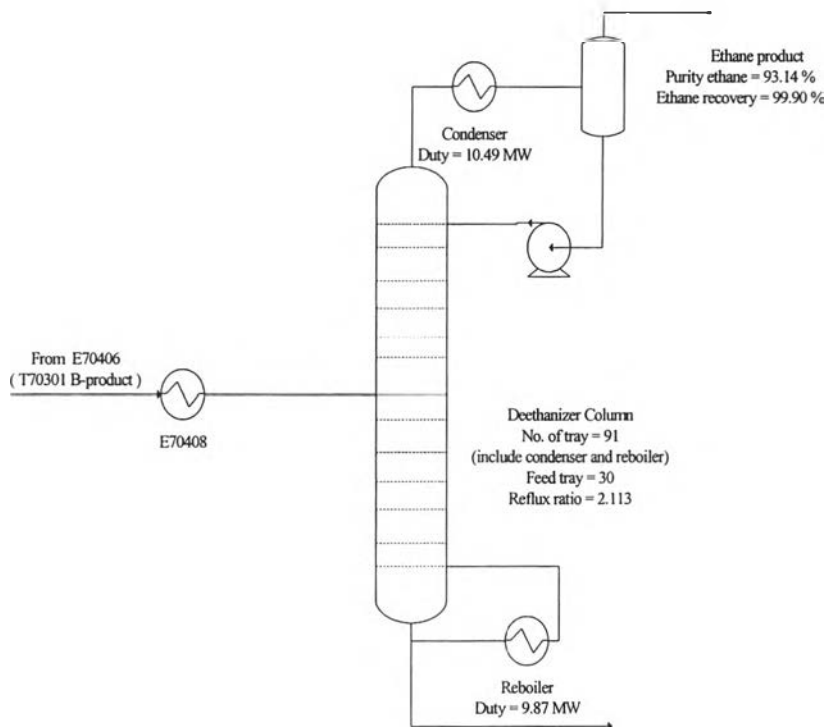 Ethane product
Purity ethane = 93.14 %
Ethane recovery = 99.90 %
Condenser
Duty = 10.49 MW
From E70406
( T70301 B-product )
E70408
Deethanizer Column
No. of tray = 91
(include condenser and reboiler)
Feed tray = 30
Reflux ratio = 2.113
Reboiler
Duty = 9.87 MW